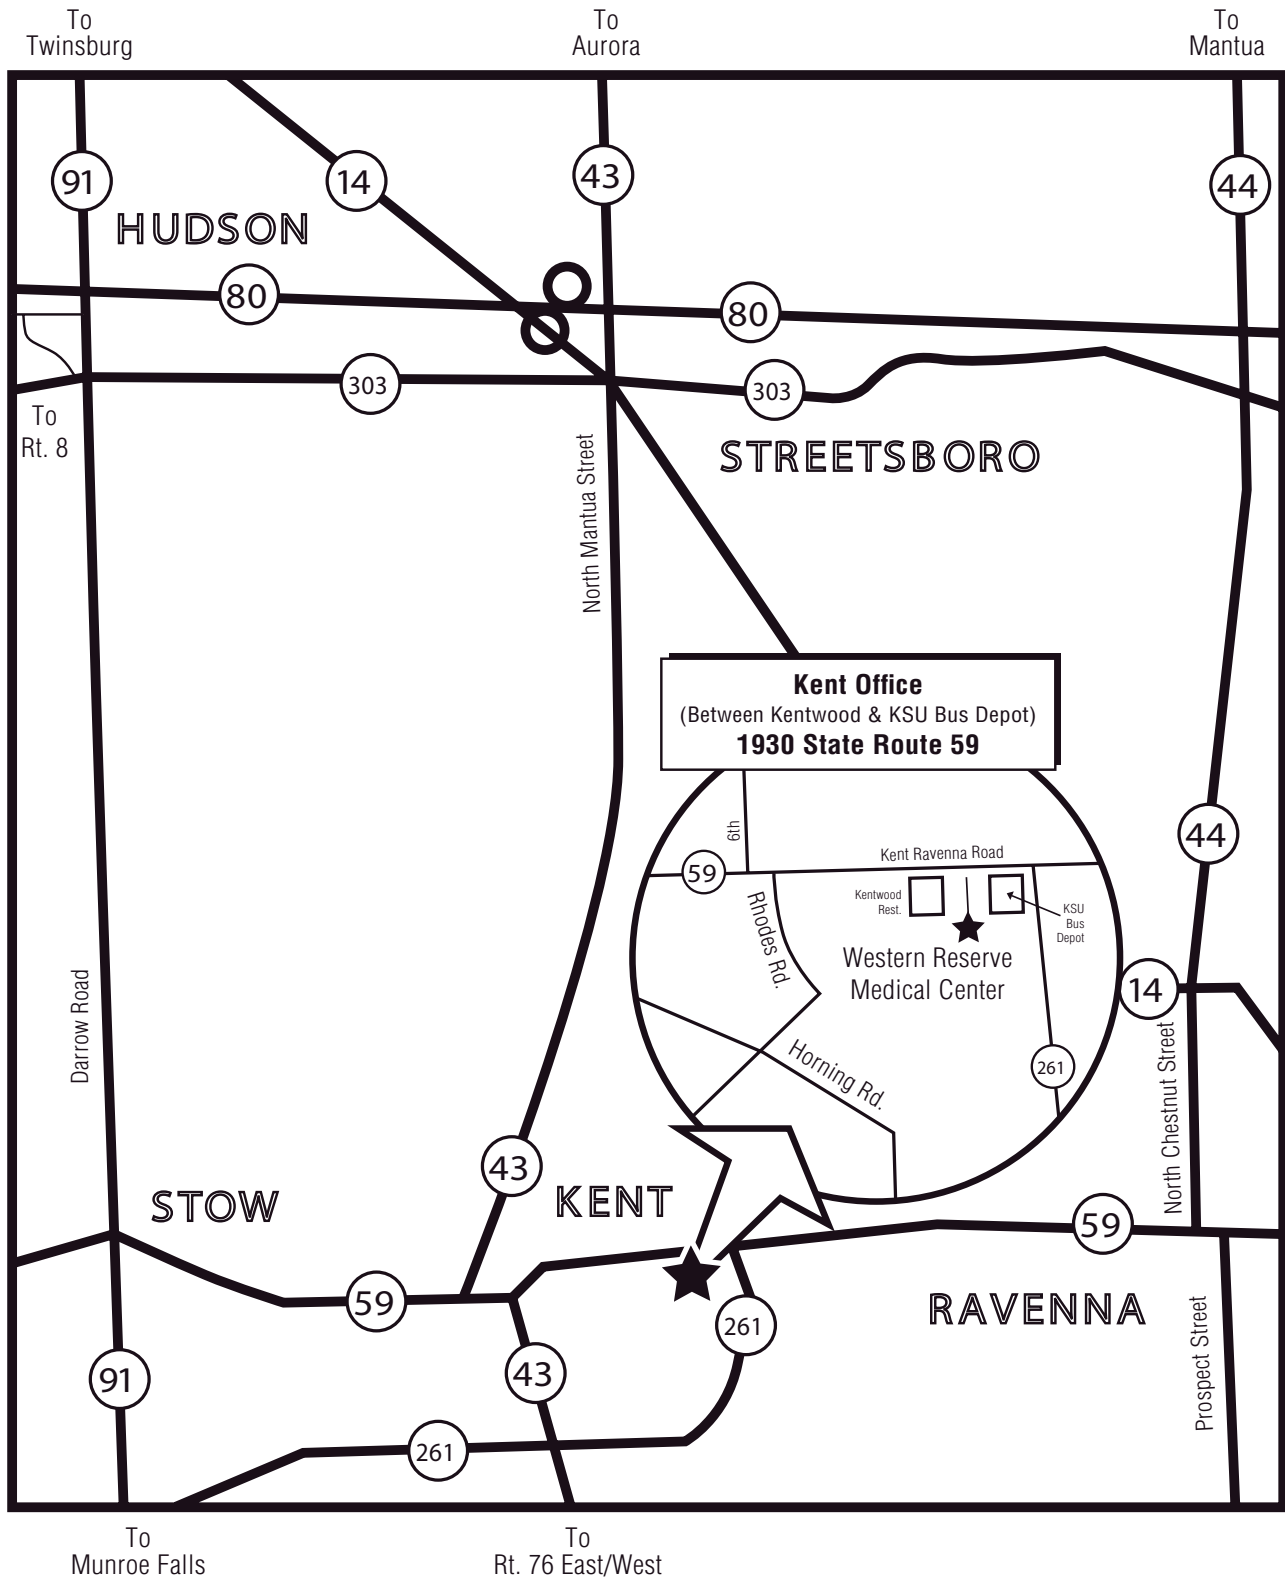 To
Twinsburg
To
Aurora
To
Mantua
91
14
43
44
HUDSON
80
80
303
303
To
Rt. 8
STREETSBORO
North Mantua Street
Kent Office
(Between Kentwood & KSU Bus Depot)
1930 State Route 59
6th
Kent Ravenna Road
59
44
Kentwood
Rest.
KSU
Bus
Depot
Rhodes Rd.
Western Reserve
Medical Center
14
Darrow Road
Horning Rd.
261
North Chestnut Street
43
STOW
KENT
59
59
261
RAVENNA
91
43
Prospect Street
261
To
Munroe Falls
To
Rt. 76 East/West